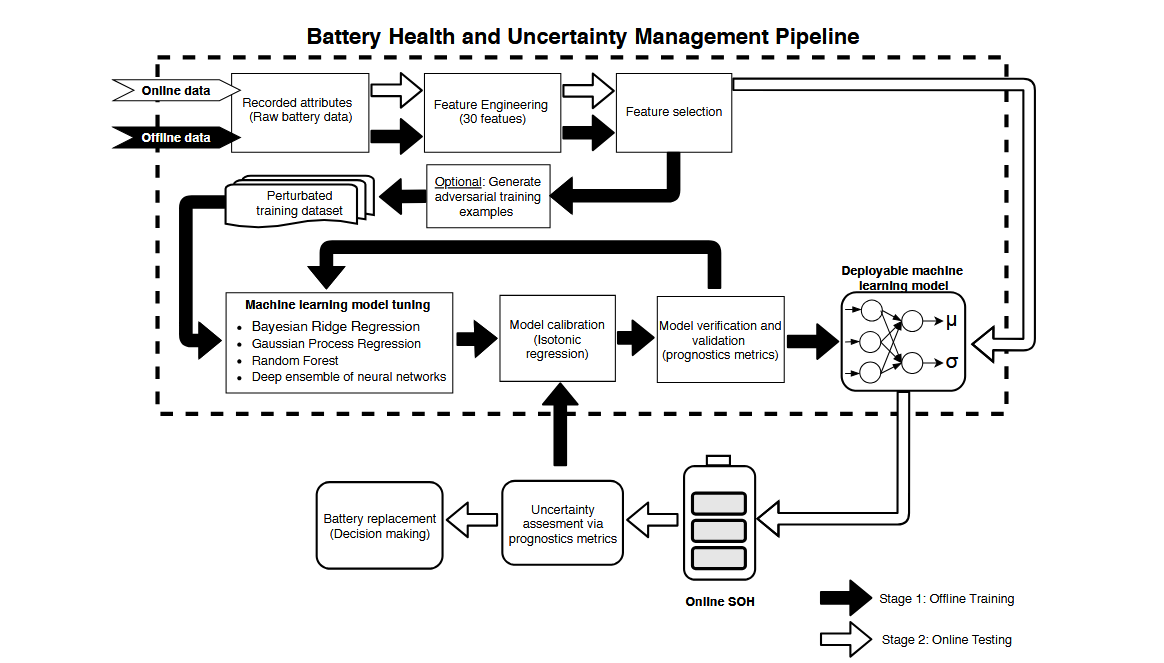 Battery Health and Uncertainty Management Pipeline
Online data
Offline data
Recorded attributes
(Raw battery data)
Feature Engineering
(30 featues)
Feature selection
Optional: Generate
adversarial training
examples
Perturbated
training dataset
Machine learning model tuning
• Bayesian Ridge Regression
• Gaussian Process Regression
• Random Forest
• Deep ensemble of neural networks
Model calibration
(Isotonic
regression)
Model verification and
validation
(prognostics metrics)
Deployable machine
learning model
μ
σ
Battery replacement
(Decision making)
Uncertainty
assesment via
prognostics metrics
Online SOH
Stage 1: Offline Training
Stage 2: Online Testing